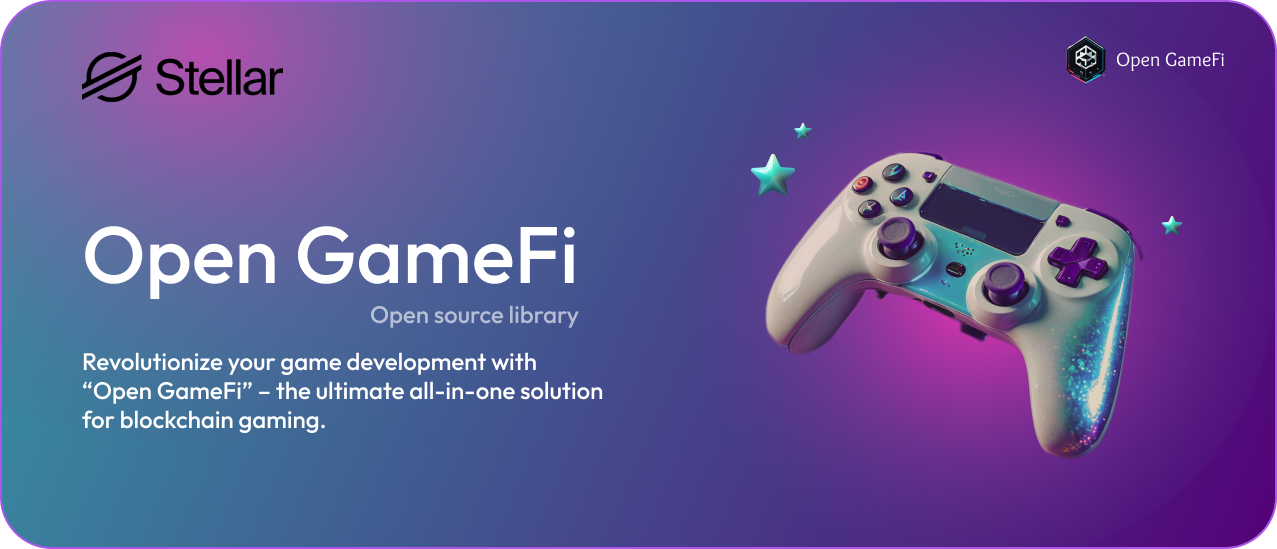 Stellar
Open GameFi
Open GameFi
Open source library
Revolutionize your game development with
“Open GameFi” – the ultimate all-in-one solution
for blockchain gaming.